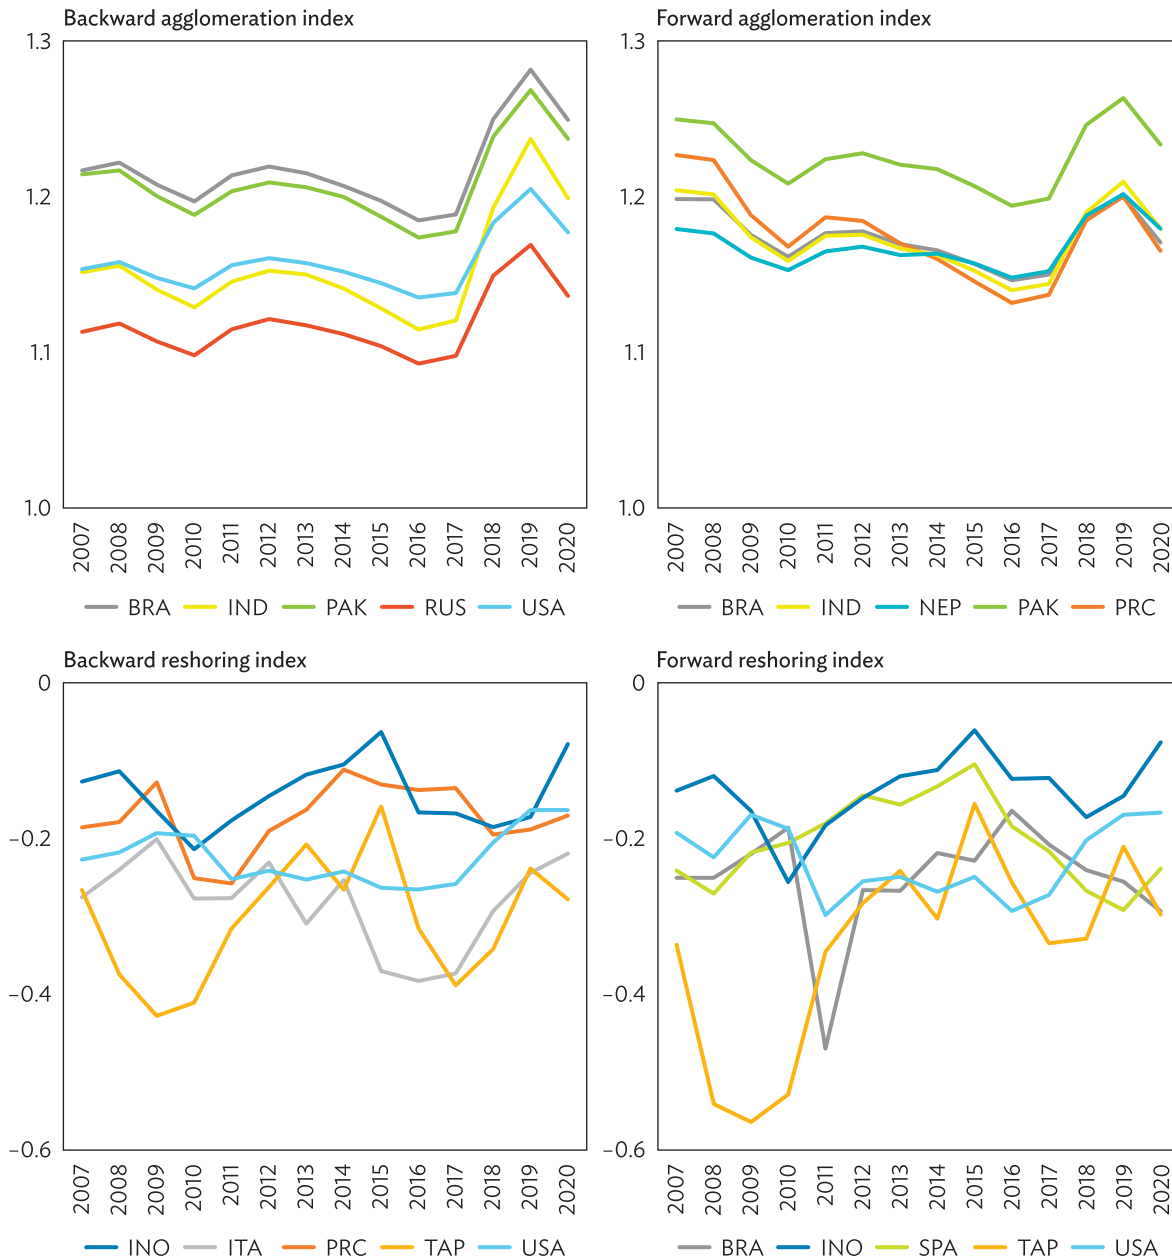 Backward agglomeration index
1.3
1.2
1.1
1.0
2007 2008 2009 2010 2011 2012 2013 2014 2015 2016 2017 2018 2019 2020
BRA IND PAK RUS USA
Forward agglomeration index
1.3
1.2
1.1
1.0
2007 2008 2009 2010 2011 2012 2013 2014 2015 2016 2017 2018 2019 2020
BRA IND NEP PAK PRC
Backward reshoring index
0
−0.2
−0.4
−0.6
2007 2008 2009 2010 2011 2012 2013 2014 2015 2016 2017 2018 2019 2020
INO ITA PRC TAP USA
Forward reshoring index
0
−0.2
−0.4
−0.6
2007 2008 2009 2010 2011 2012 2013 2014 2015 2016 2017 2018 2019 2020
BRA INO SPA TAP USA